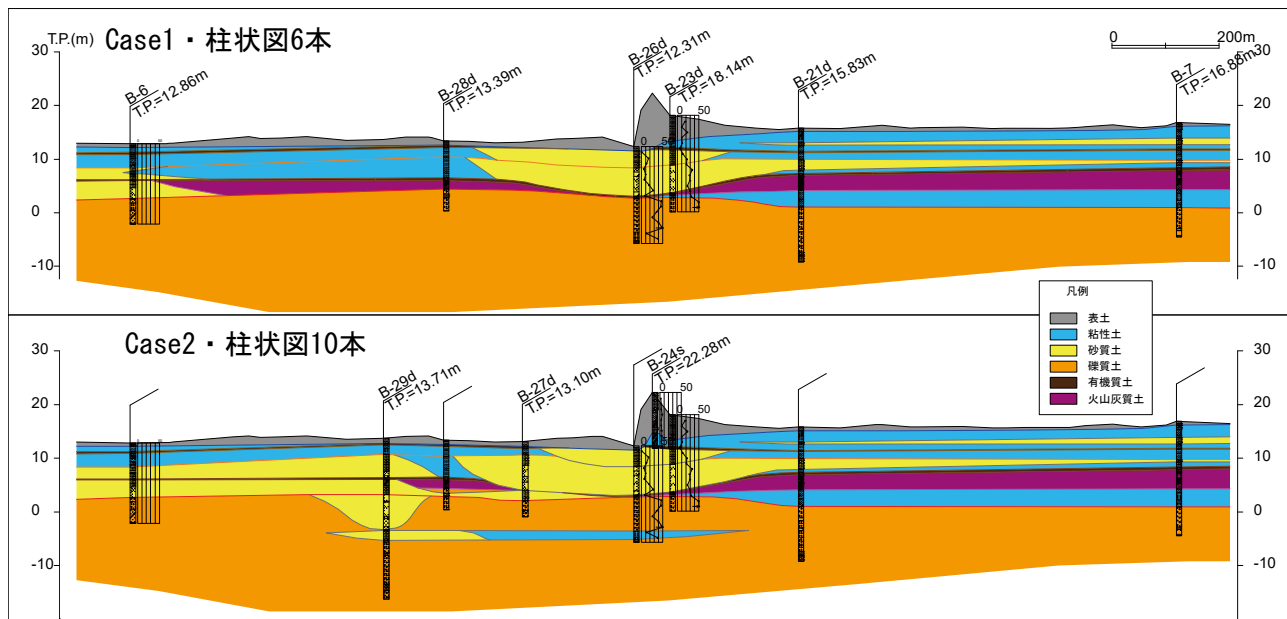 Case1・柱状図6本
T.P.(m)
30
20
10
0
-10
B-6
T.P.=12.86m
B-28d
T.P.=13.39m
B-26d
T.P.=12.31m
B-23d
T.P.=18.14m
B-21d
T.P.=15.83m
B-7
T.P.=16.88m
0 50
0 50
0 200m
30
20
10
0
-10
凡例
表土
粘性土
砂質土
礫質土
有機質土
火山灰質土
Case2・柱状図10本
30
20
10
0
-10
B-29d
T.P.=13.71m
B-27d
T.P.=13.10m
B-24s
T.P.=22.28m
0 50
0 50
30
20
10
0
-10